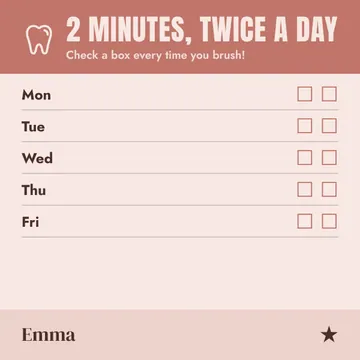 2 MINUTES, TWICE A DAY
Check a box every time you brush!
Mon
Tue
Wed
Thu
Fri
Emma